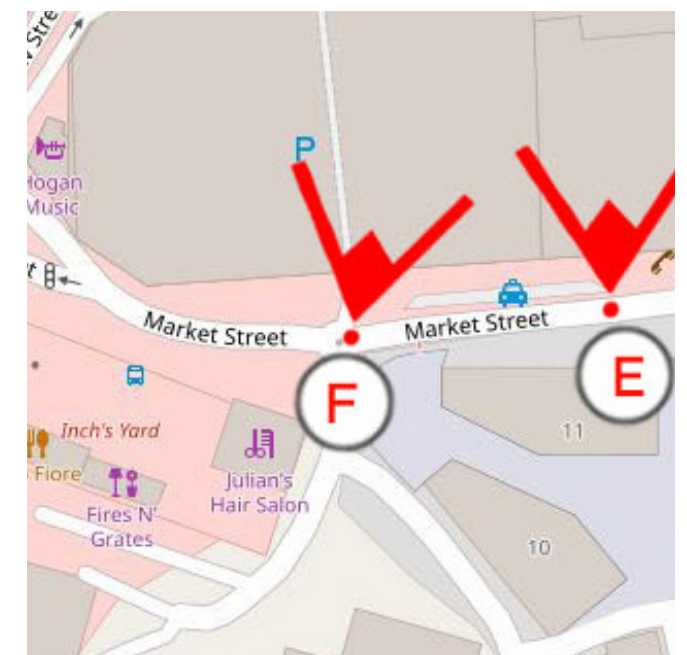 P
Hogan
Music
Market Street
Market Street
F
E
Inch's Yard
11
Fiore
Julian's
Hair Salon
Fires N'
Grates
10